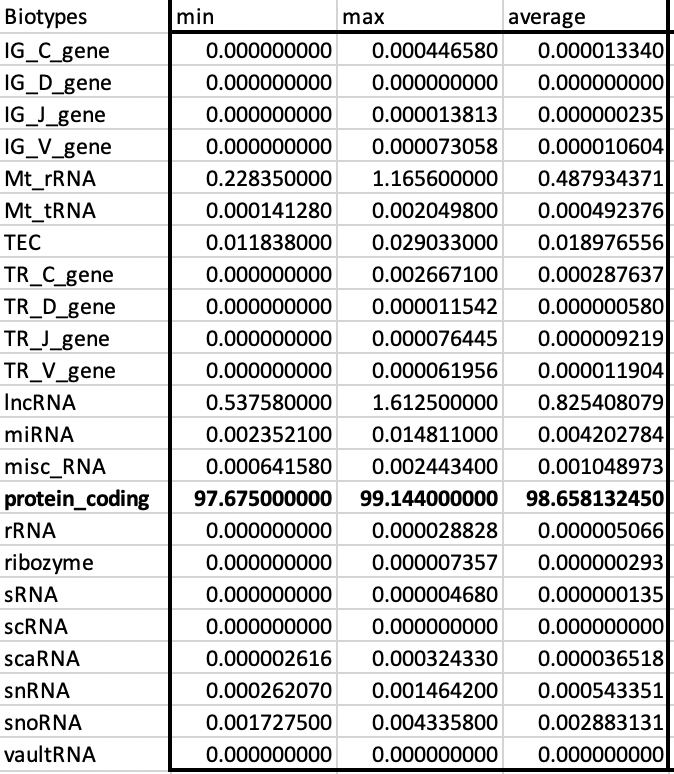 Biotypes min max average
IG_C_gene 0.000000000 0.000446580 0.000013340
IG_D_gene 0.000000000 0.000000000 0.000000000
IG_J_gene 0.000000000 0.000013813 0.000000235
IG_V_gene 0.000000000 0.000073058 0.000010604
Mt_rRNA 0.228350000 1.165600000 0.487934371
Mt_tRNA 0.000141280 0.002049800 0.000492376
TEC 0.011838000 0.029033000 0.018976556
TR_C_gene 0.000000000 0.002667100 0.000287637
TR_D_gene 0.000000000 0.000011542 0.000000580
TR_J_gene 0.000000000 0.000076445 0.000009219
TR_V_gene 0.000000000 0.000061956 0.000011904
lncRNA 0.537580000 1.612500000 0.825408079
miRNA 0.002352100 0.014811000 0.004202784
misc_RNA 0.000641580 0.002443400 0.001048973
protein_coding 97.675000000 99.144000000 98.658132450
rRNA 0.000000000 0.000028828 0.000005066
ribozyme 0.000000000 0.000007357 0.000000293
sRNA 0.000000000 0.000004680 0.000000135
scRNA 0.000000000 0.000000000 0.000000000
scaRNA 0.000002616 0.000324330 0.000036518
snRNA 0.000262070 0.001464200 0.000543351
snoRNA 0.001727500 0.004335800 0.002883131
vaultRNA 0.000000000 0.000000000 0.000000000